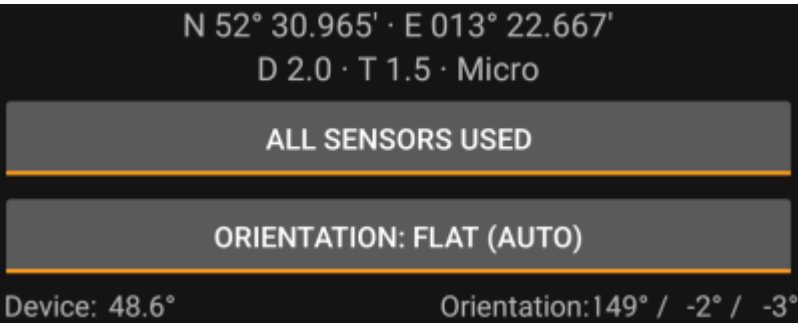 N 52° 30.965' · E 013° 22.667'
D 2.0 · T 1.5 · Micro
ALL SENSORS USED
ORIENTATION: FLAT (AUTO)
Device: 48.6° Orientation:149° / -2° / -3°